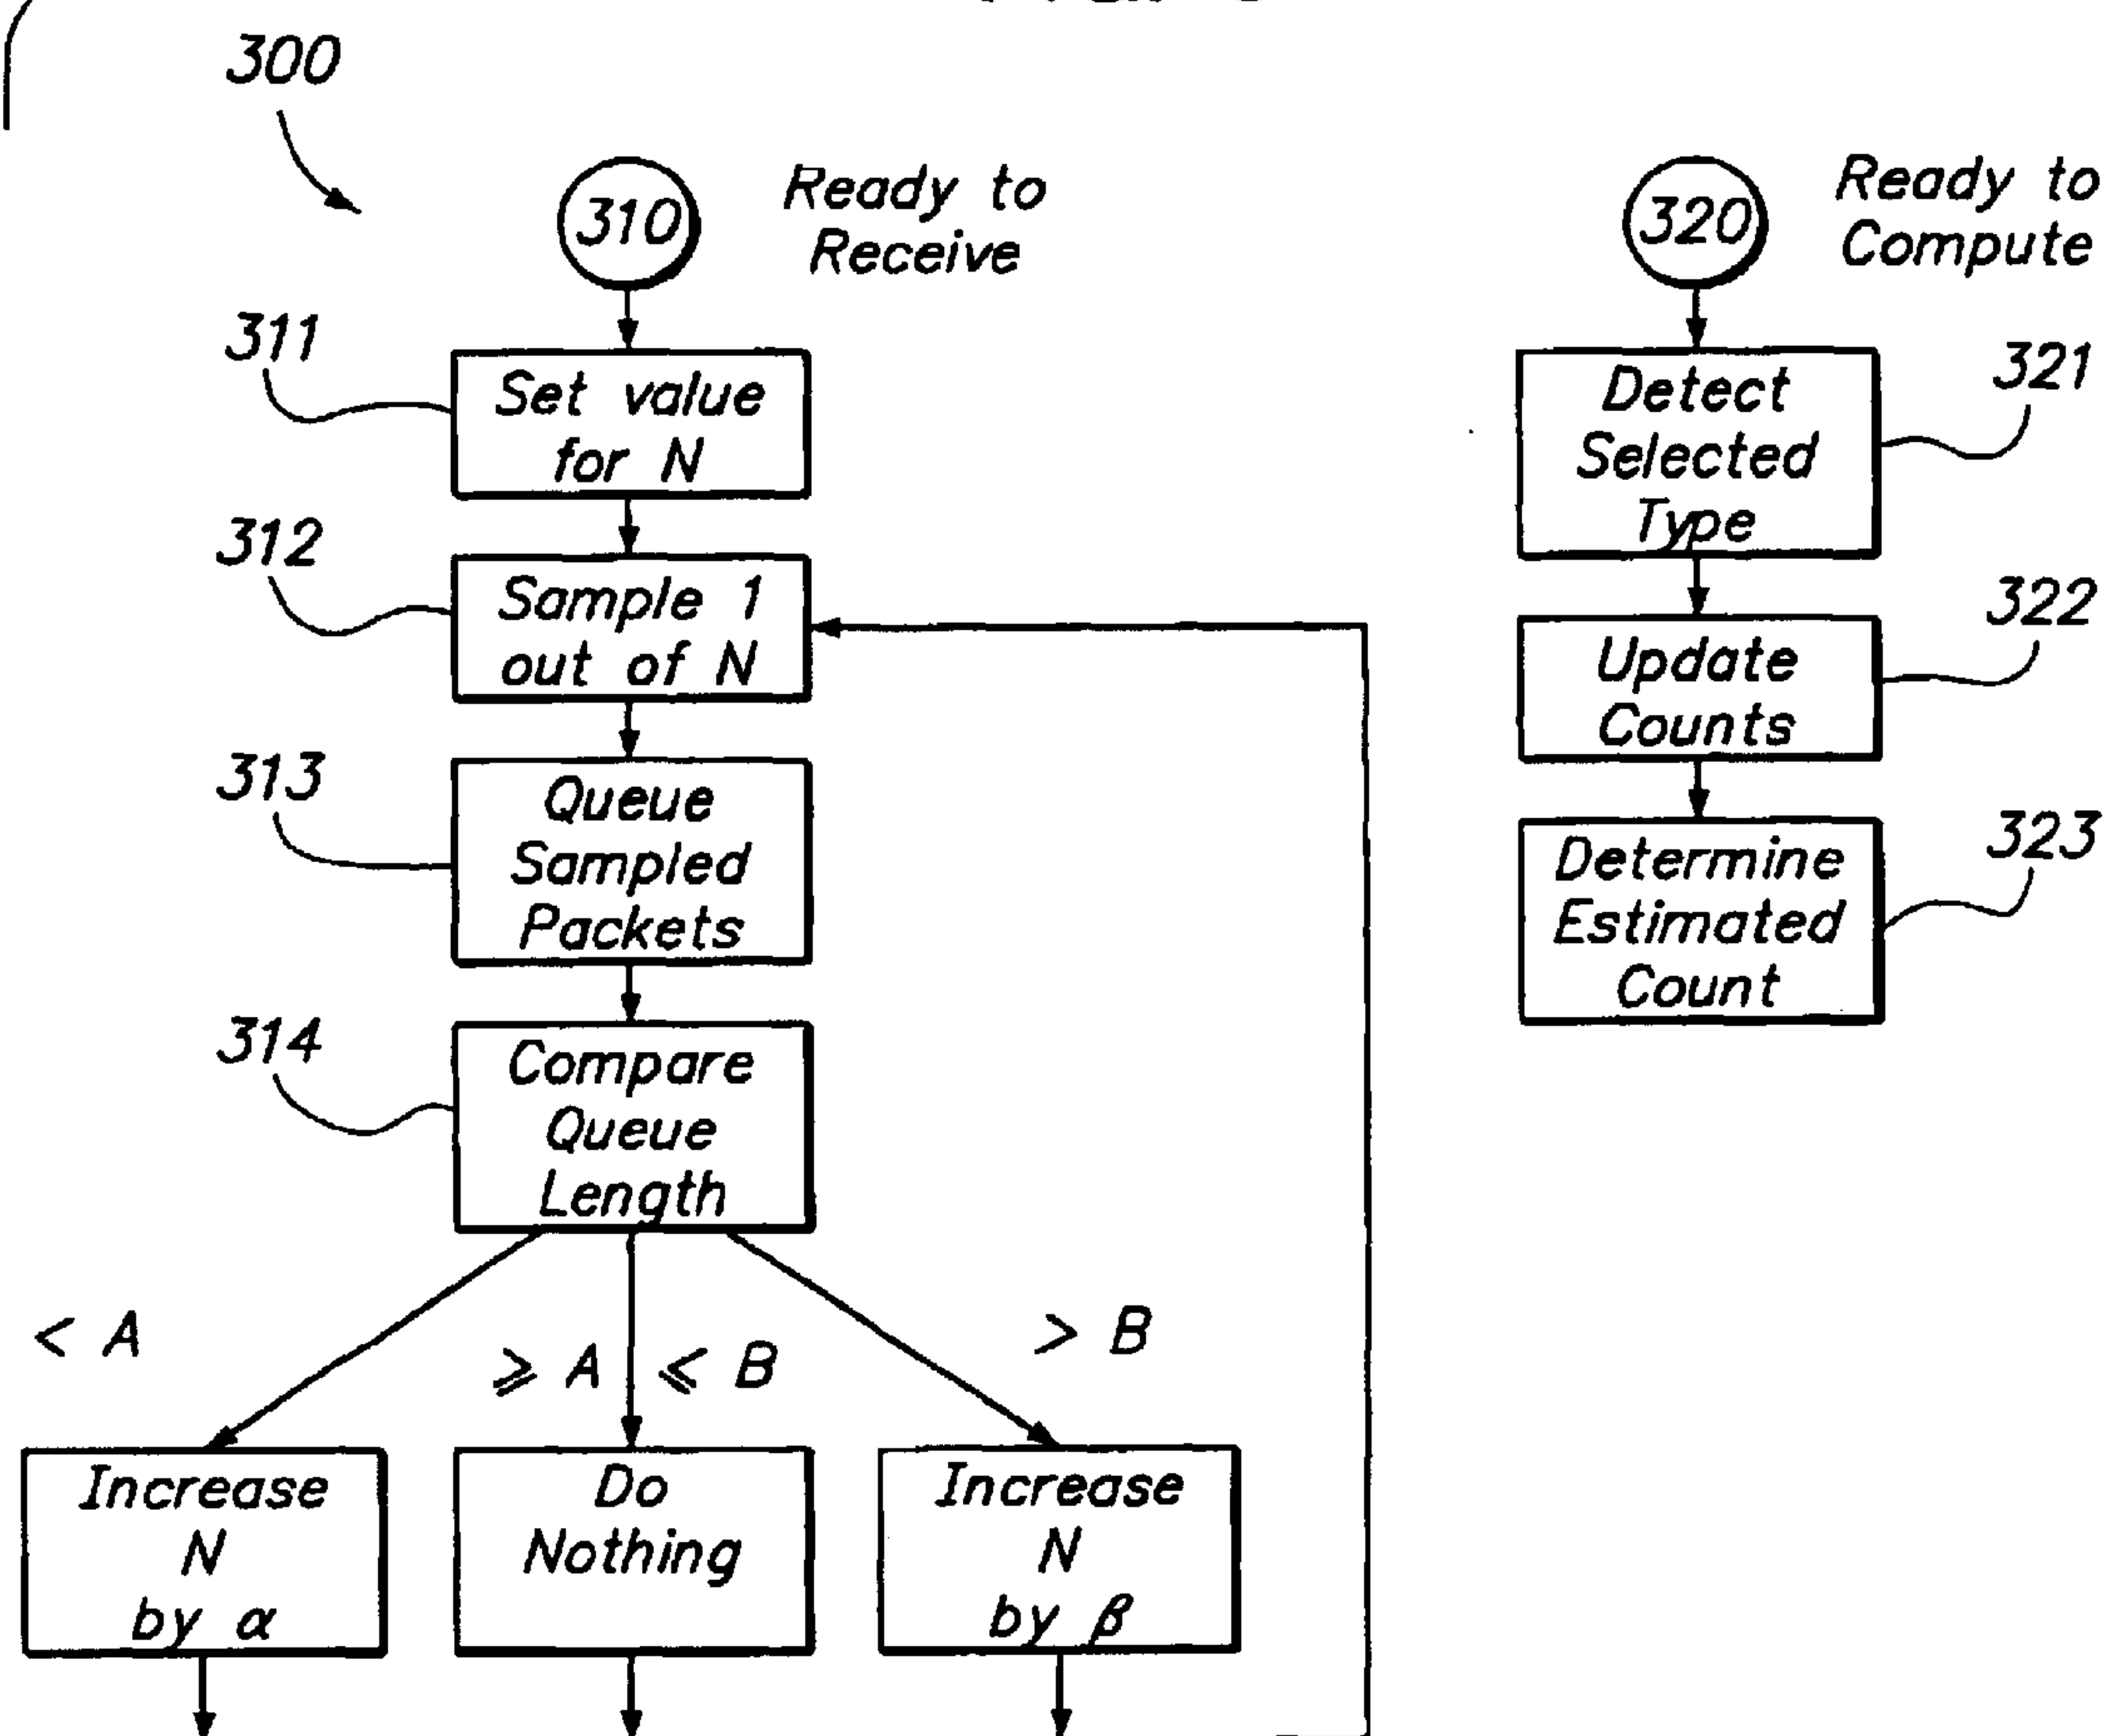 300
310
Ready to
Receive
311
Set value
for N
312
Sample 1
out of N
313
Queue
Sampled
Packets
314
Compare
Queue
Length
< A
⩾ A ⩽ B
> B
Increase
N
by α
Do
Nothing
Increase
N
by β
320
Ready to
Compute
321
Detect
Selected
Type
322
Update
Counts
323
Determine
Estimated
Count